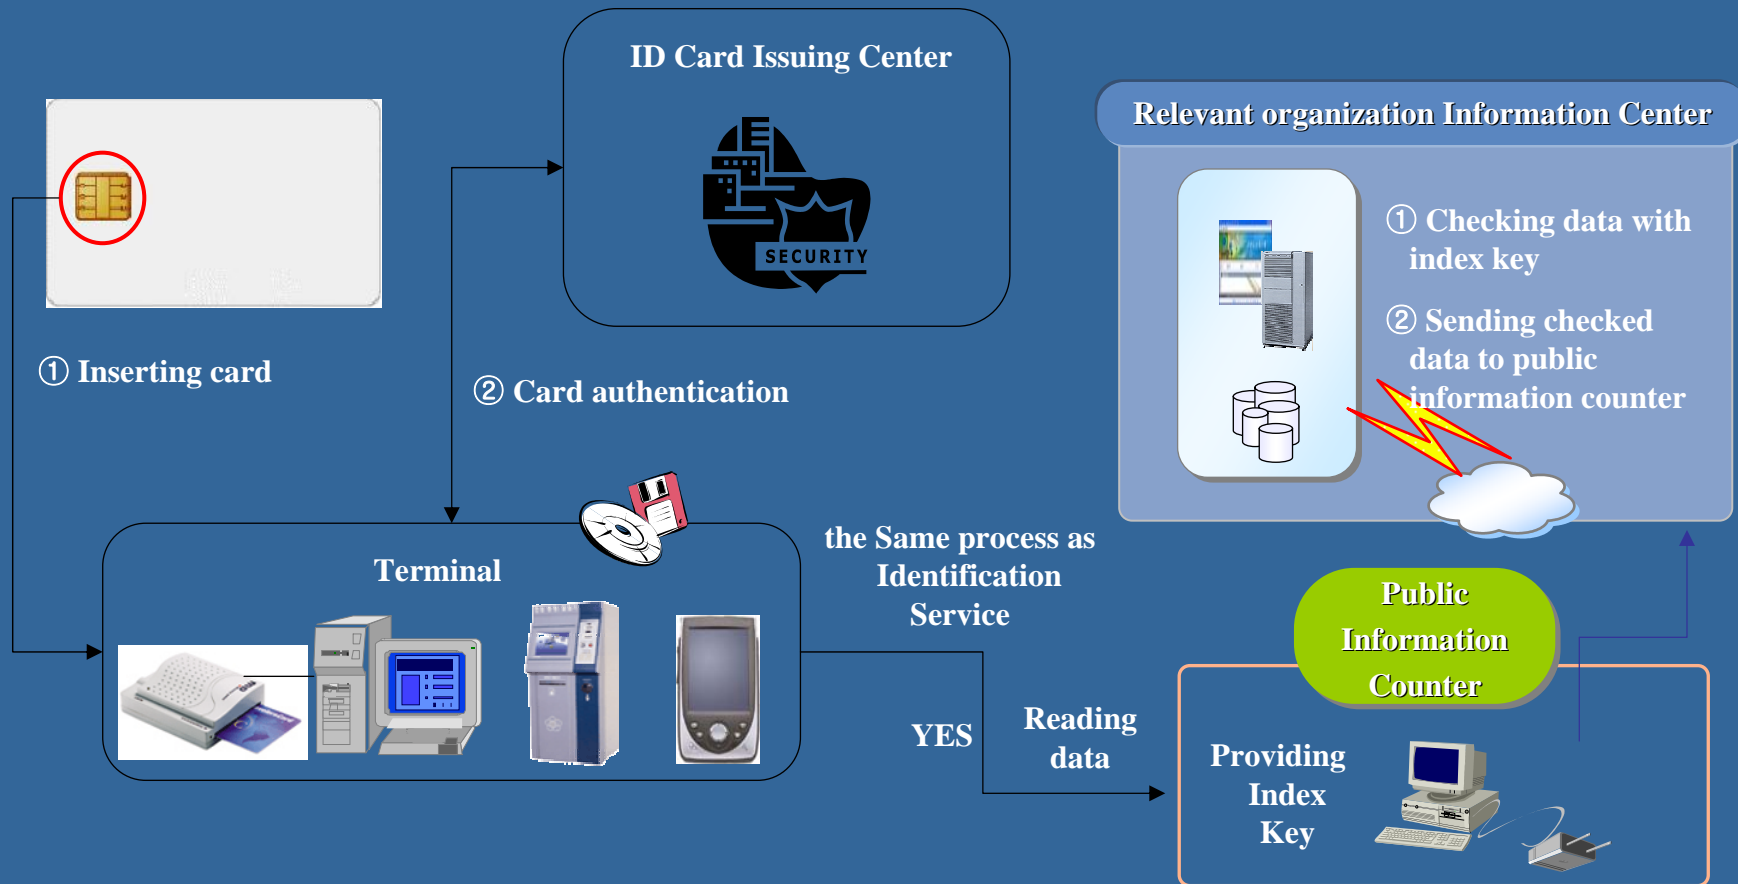 ID Card Issuing Center
SECURITY
① Inserting card
② Card authentication
Terminal
the Same process as
Identification
Service
YES
Reading
data
Relevant organization Information Center
① Checking data with
index key
② Sending checked
data to public
information counter
Public
Information
Counter
Providing
Index
Key